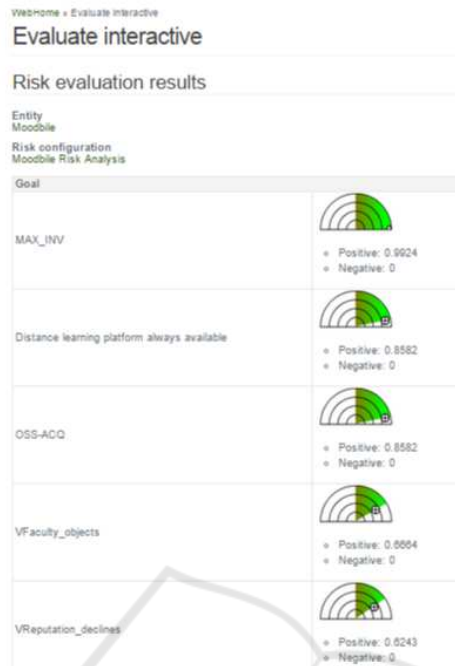 WebHome » Evaluate interactive
Evaluate interactive
Risk evaluation results
Entity
Moodbile
Risk configuration
Moodbile Risk Analysis
Goal
MAX_INV
Positive: 0.9924
Negative: 0
Distance learning platform always available
Positive: 0.8582
Negative: 0
OSS-ACQ
Positive: 0.8582
Negative: 0
VFaculty_objects
Positive: 0.6664
Negative: 0
VReputation_declines
Positive: 0.6243
Negative: 0